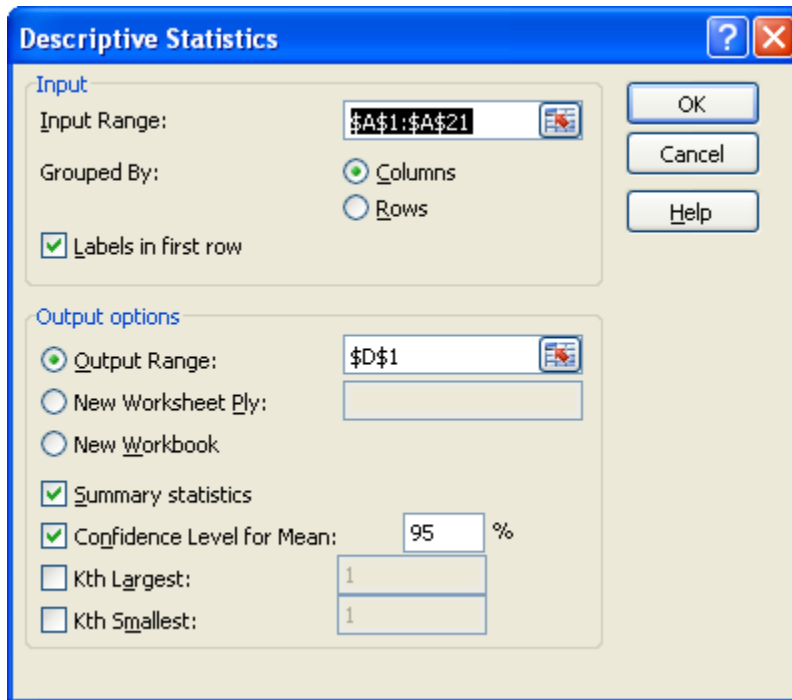 Descriptive Statistics
Input
Input Range: $A$1:$A$21
Grouped By: Columns
Rows
Labels in first row
OK
Cancel
Help
Output options
Output Range: $D$1
New Worksheet Ply:
New Workbook
Summary statistics
Confidence Level for Mean: 95 %
Kth Largest: 1
Kth Smallest: 1